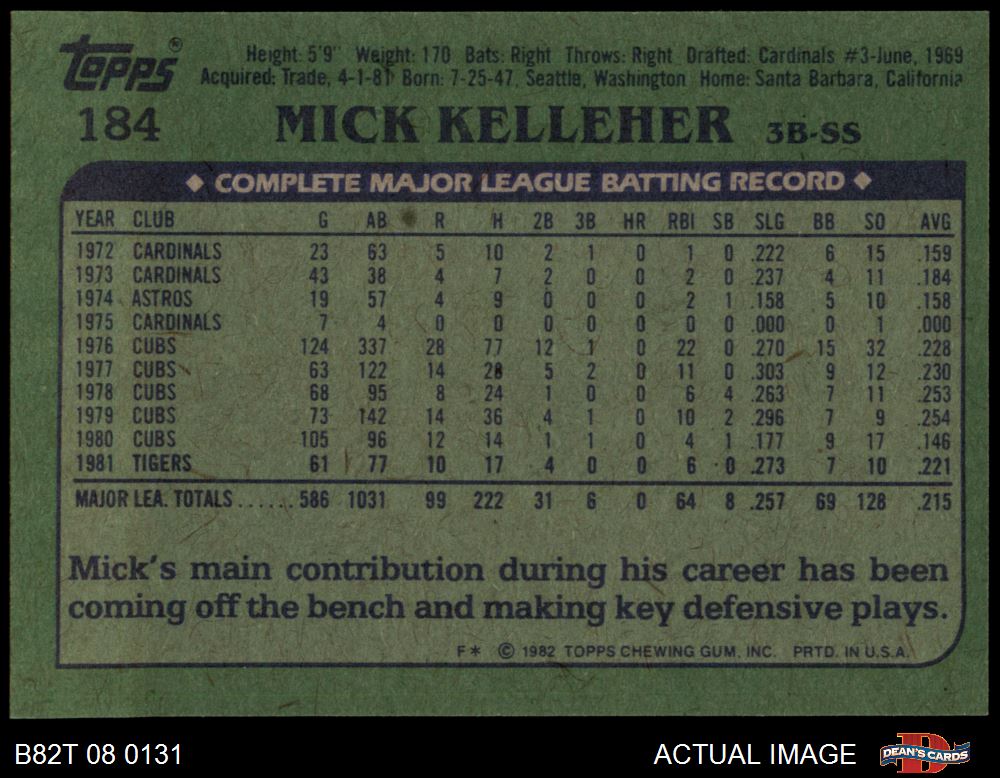 Topps®
Height: 5'9" Weight: 170 Bats: Right Throws: Right Drafted: Cardinals #3-June, 1969
Acquired: Trade, 4-1-81 Born: 7-25-47, Seattle, Washington Home: Santa Barbara, California
184 MICK KELLEHER 3B-SS
◆ COMPLETE MAJOR LEAGUE BATTING RECORD ◆
YEAR CLUB G AB R H 2B 3B HR RBI SB SLG BB SO AVG
1972 CARDINALS 23 63 5 10 2 1 0 1 0 .222 6 15 .159
1973 CARDINALS 43 38 4 7 2 0 0 2 0 .237 4 11 .184
1974 ASTROS 19 57 4 9 0 0 0 2 1 .158 5 10 .158
1975 CARDINALS 7 4 0 0 0 0 0 0 0 .000 0 1 .000
1976 CUBS 124 337 28 77 12 1 0 22 0 .270 15 32 .228
1977 CUBS 63 122 14 28 5 2 0 11 0 .303 9 12 .230
1978 CUBS 68 95 8 24 1 0 0 6 4 .263 7 11 .253
1979 CUBS 73 142 14 36 4 1 0 10 2 .296 7 9 .254
1980 CUBS 105 96 12 14 1 1 0 4 1 .177 9 17 .146
1981 TIGERS 61 77 10 17 4 0 0 6 0 .273 7 10 .221
MAJOR LEA. TOTALS...... 586 1031 99 222 31 6 0 64 8 .257 69 128 .215
Mick's main contribution during his career has been
coming off the bench and making key defensive plays.
F* © 1982 TOPPS CHEWING GUM, INC. PRTD. IN U.S.A.
B82T 08 0131 ACTUAL IMAGE DEAN'S CARDS